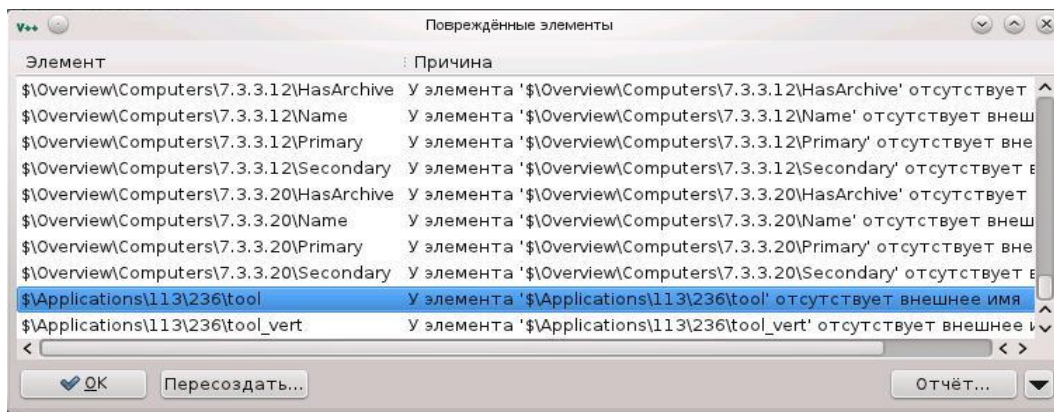 V++ Повреждённые элементы
Элемент Причина
$\Overview\Computers\7.3.3.12\HasArchive У элемента '$\Overview\Computers\7.3.3.12\HasArchive' отсутствует
$\Overview\Computers\7.3.3.12\Name У элемента '$\Overview\Computers\7.3.3.12\Name' отсутствует внеш
$\Overview\Computers\7.3.3.12\Primary У элемента '$\Overview\Computers\7.3.3.12\Primary' отсутствует вне
$\Overview\Computers\7.3.3.12\Secondary У элемента '$\Overview\Computers\7.3.3.12\Secondary' отсутствует в
$\Overview\Computers\7.3.3.20\HasArchive У элемента '$\Overview\Computers\7.3.3.20\HasArchive' отсутствует
$\Overview\Computers\7.3.3.20\Name У элемента '$\Overview\Computers\7.3.3.20\Name' отсутствует внеш
$\Overview\Computers\7.3.3.20\Primary У элемента '$\Overview\Computers\7.3.3.20\Primary' отсутствует вне
$\Overview\Computers\7.3.3.20\Secondary У элемента '$\Overview\Computers\7.3.3.20\Secondary' отсутствует в
$\Applications\113\236\tool У элемента '$\Applications\113\236\tool' отсутствует внешнее имя
$\Applications\113\236\tool_vert У элемента '$\Applications\113\236\tool_vert' отсутствует внешнее и
OK Пересоздать... Отчёт...